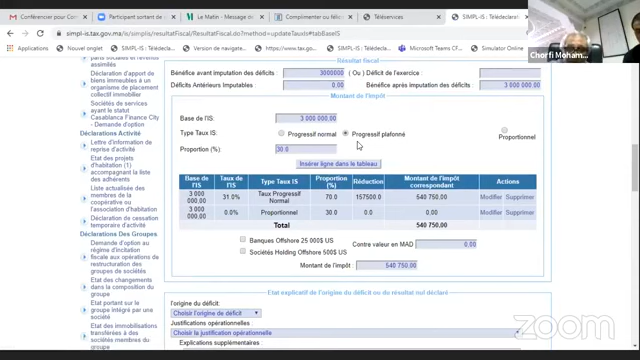 Conférencier pour Com
Participant sortant de
Le Matin - Message de
Complimenter ou félic
Téléservices
SIMPL-IS : Télédéclara
simpl-is.tax.gov.ma/is/simplis/resultatFiscal/ResultatFiscal.do?method=updateTauxIs#tabBaseIS
Applications
Nouvel onglet
SIMPL-IS : Télédécl
SIMPL-IS : Télédécl
Microsoft Teams CF
Simulator Online
Chorfi Moham...
parts sociales et revenus assimilés
Déclaration d'apport de
biens immeubles à un
organisme de placement
collectif immobilier
Sociétés de services
ayant le statut
Casablanca Finance City
- Demande d'option
Déclarations Activité
Lettre d'information de
reprise d'activité
Etat des projets
d'habitation (1)
accompagnant la liste
des adhérents
Liste actualisée des
membres de la
coopérative ou
l'association d'habitation
Déclaration de cessation
temporaire d'activité
Déclarations Des Groupes
Demande d'option au
régime d'incitation
fiscale aux opérations de
restructuration des
groupes de sociétés
Etat des changements
dans la composition du
groupe
Etat portant sur le
groupe intégré par une
société
Etat des immobilisations
transférées à des
sociétés membres du
groupe
Résultat fiscal
Bénéfice avant imputation des déficits : 3000000 ( Ou ) Déficit de l'exercice :
Déficits Antérieurs Imputables : 0,00 Bénéfice après imputation des déficits : 3 000 000,00
Montant de l'impôt
Base de l'IS : 3 000 000,00
Type Taux IS: Progressif normal Progressif plafonné Proportionnel
Proportion (%): 30.0
Insérer ligne dans le tableau
Base de l'IS Taux de l'IS Type Taux IS Proportion (%) Réduction Montant de l'impôt correspondant Actions
3 000 000,00 31.0% Taux Progressif Normal 70.0 157500.0 540 750,00 Modifier Supprimer
3 000 000,00 0.0% Proportionnel 30.0 0.0 0,00 Modifier Supprimer
Total 540 750,00
Banques Offshore 25 000$ US Contre valeur en MAD 0,00
Sociétés Holding Offshore 500$ US
Montant de l'impôt : 540 750,00
Etat explicatif de l'origine du déficit ou du résultat nul déclaré
l'origine du déficit:
Choisir l'origine de déficit
Justifications opérationnelles :
Choisir la justification opérationnelle
Explications supplémentaires :
zoom